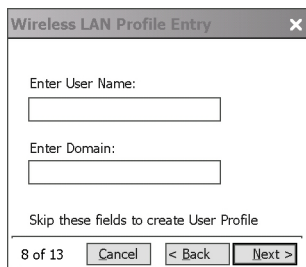 Wireless LAN Profile Entry
Enter User Name:
Enter Domain:
Skip these fields to create User Profile
8 of 13 Cancel < Back Next >